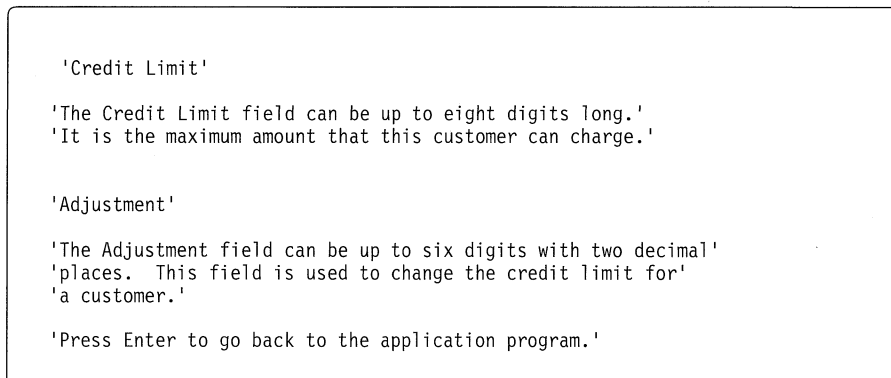 'Credit Limit'
'The Credit Limit field can be up to eight digits long.'
'It is the maximum amount that this customer can charge.'
'Adjustment'
'The Adjustment field can be up to six digits with two decimal'
'places.  This field is used to change the credit limit for'
'a customer.'
'Press Enter to go back to the application program.'